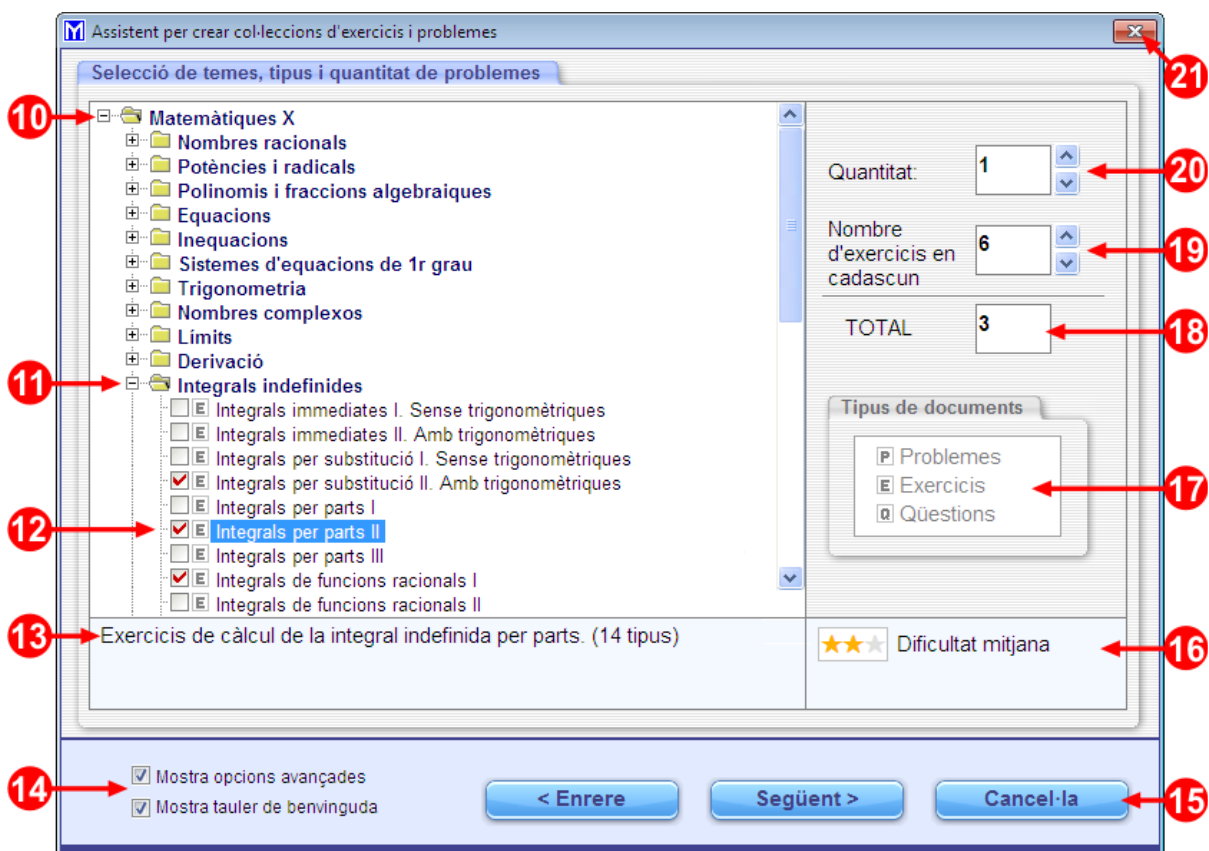 M Assistent per crear col·leccions d'exercicis i problemes
21
Selecció de temes, tipus i quantitat de problemes
10
Matemàtiques X
Nombres racionals
Potències i radicals
Polinomis i fraccions algebraiques
Equacions
Inequacions
Sistemes d'equacions de 1r grau
Trigonometria
Nombres complexos
Límits
Derivació
11
Integrals indefinides
E Integrals immediates I. Sense trigonomètriques
E Integrals immediates II. Amb trigonomètriques
E Integrals per substitució I. Sense trigonomètriques
E Integrals per substitució II. Amb trigonomètriques
E Integrals per parts I
12
E Integrals per parts II
E Integrals per parts III
E Integrals de funcions racionals I
E Integrals de funcions racionals II
Quantitat: 1
20
Nombre
d'exercicis en
cadascun
6
19
TOTAL 3
18
Tipus de documents
P Problemes
E Exercicis
Q Qüestions
17
13
Exercicis de càlcul de la integral indefinida per parts. (14 tipus)
Dificultat mitjana
16
14
Mostra opcions avançades
Mostra tauler de benvinguda
< Enrere
Següent >
Cancel·la
15